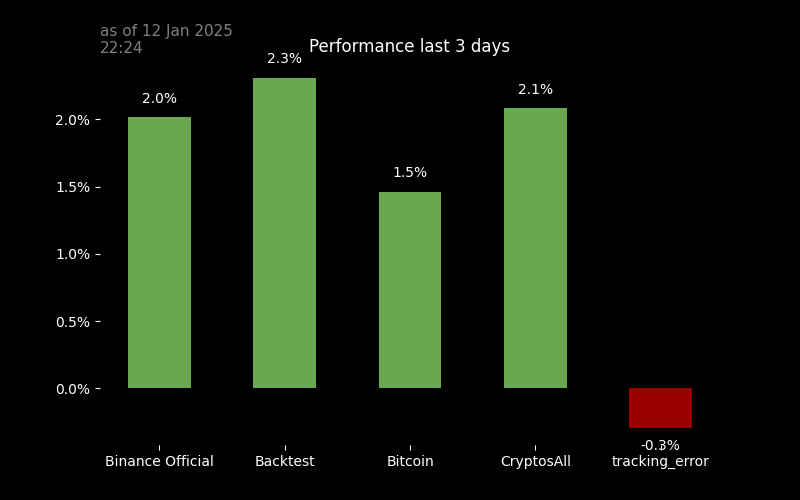 as of 12 Jan 2025
22:24
Performance last 3 days
2.0%
2.3%
1.5%
2.1%
-0.3%
2.0%
1.5%
1.0%
0.5%
0.0%
Binance Official
Backtest
Bitcoin
CryptosAll
tracking_error